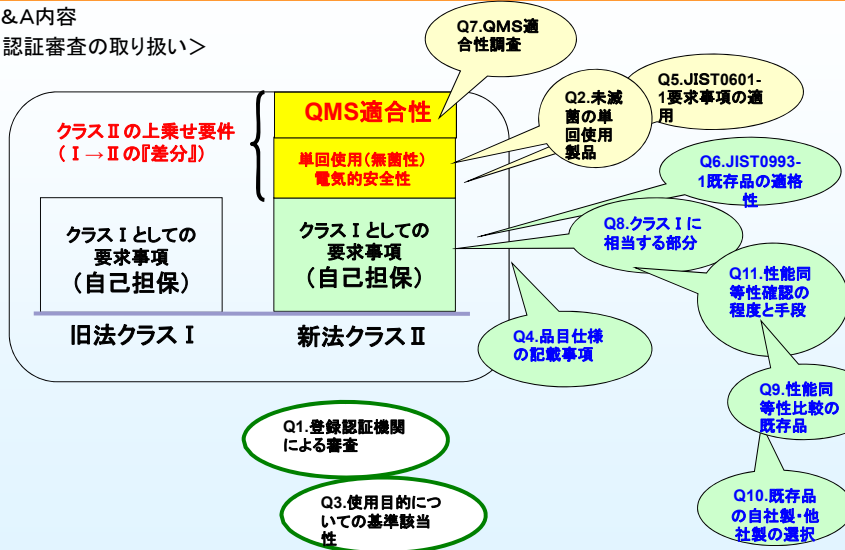 &A内容
認証審査の取り扱い>
Q7.QMS適
合性調査
Q5.JIST0601-
1要求事項の適
用
Q2.未滅
菌の単
回使用
製品
QMS適合性
クラスⅡの上乗せ要件
(Ⅰ→Ⅱの『差分』)
単回使用(無菌性)
電気的安全性
Q6.JIST0993-
1既存品の適格
性
クラスⅠとしての
要求事項
(自己担保)
クラスⅠとしての
要求事項
(自己担保)
Q8.クラスⅠに
相当する部分
Q11.性能同
等性確認の
程度と手段
旧法クラスⅠ
新法クラスⅡ
Q4.品目仕様
の記載事項
Q9.性能同
等性比較の
既存品
Q1.登録認証機関
による審査
Q3.使用目的につ
いての基準該当
性
Q10.既存品
の自社製・他
社製の選択